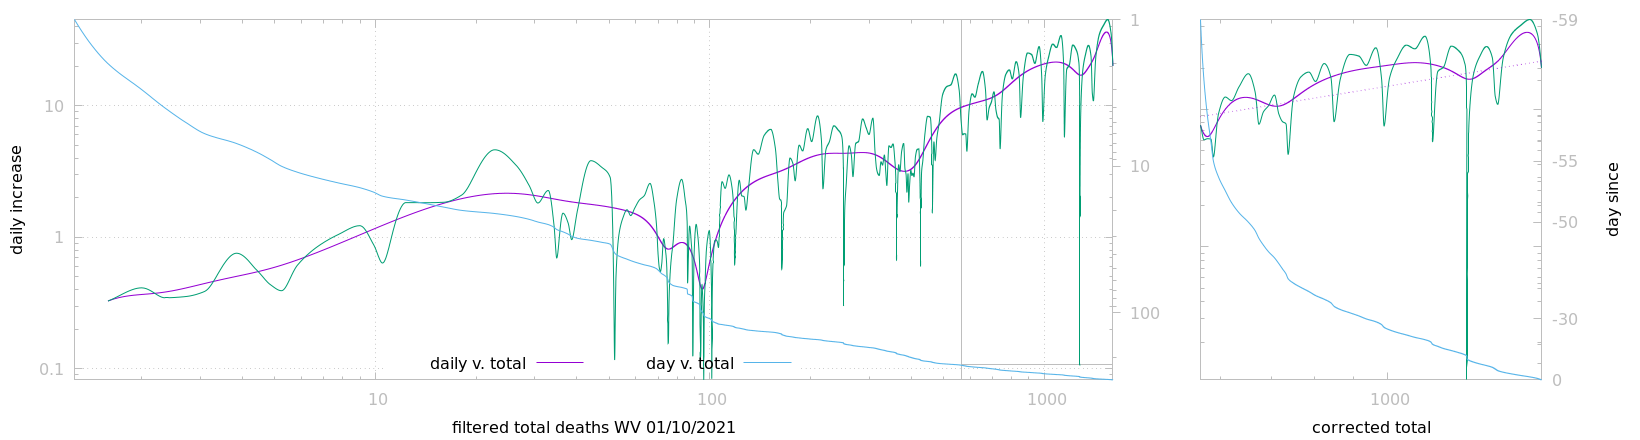 daily increase
10
1
0.1
10
100
1000
1
10
100
daily v. total
day v. total
filtered total deaths WV 01/10/2021
-59
-55
-50
-30
0
1000
day since
corrected total